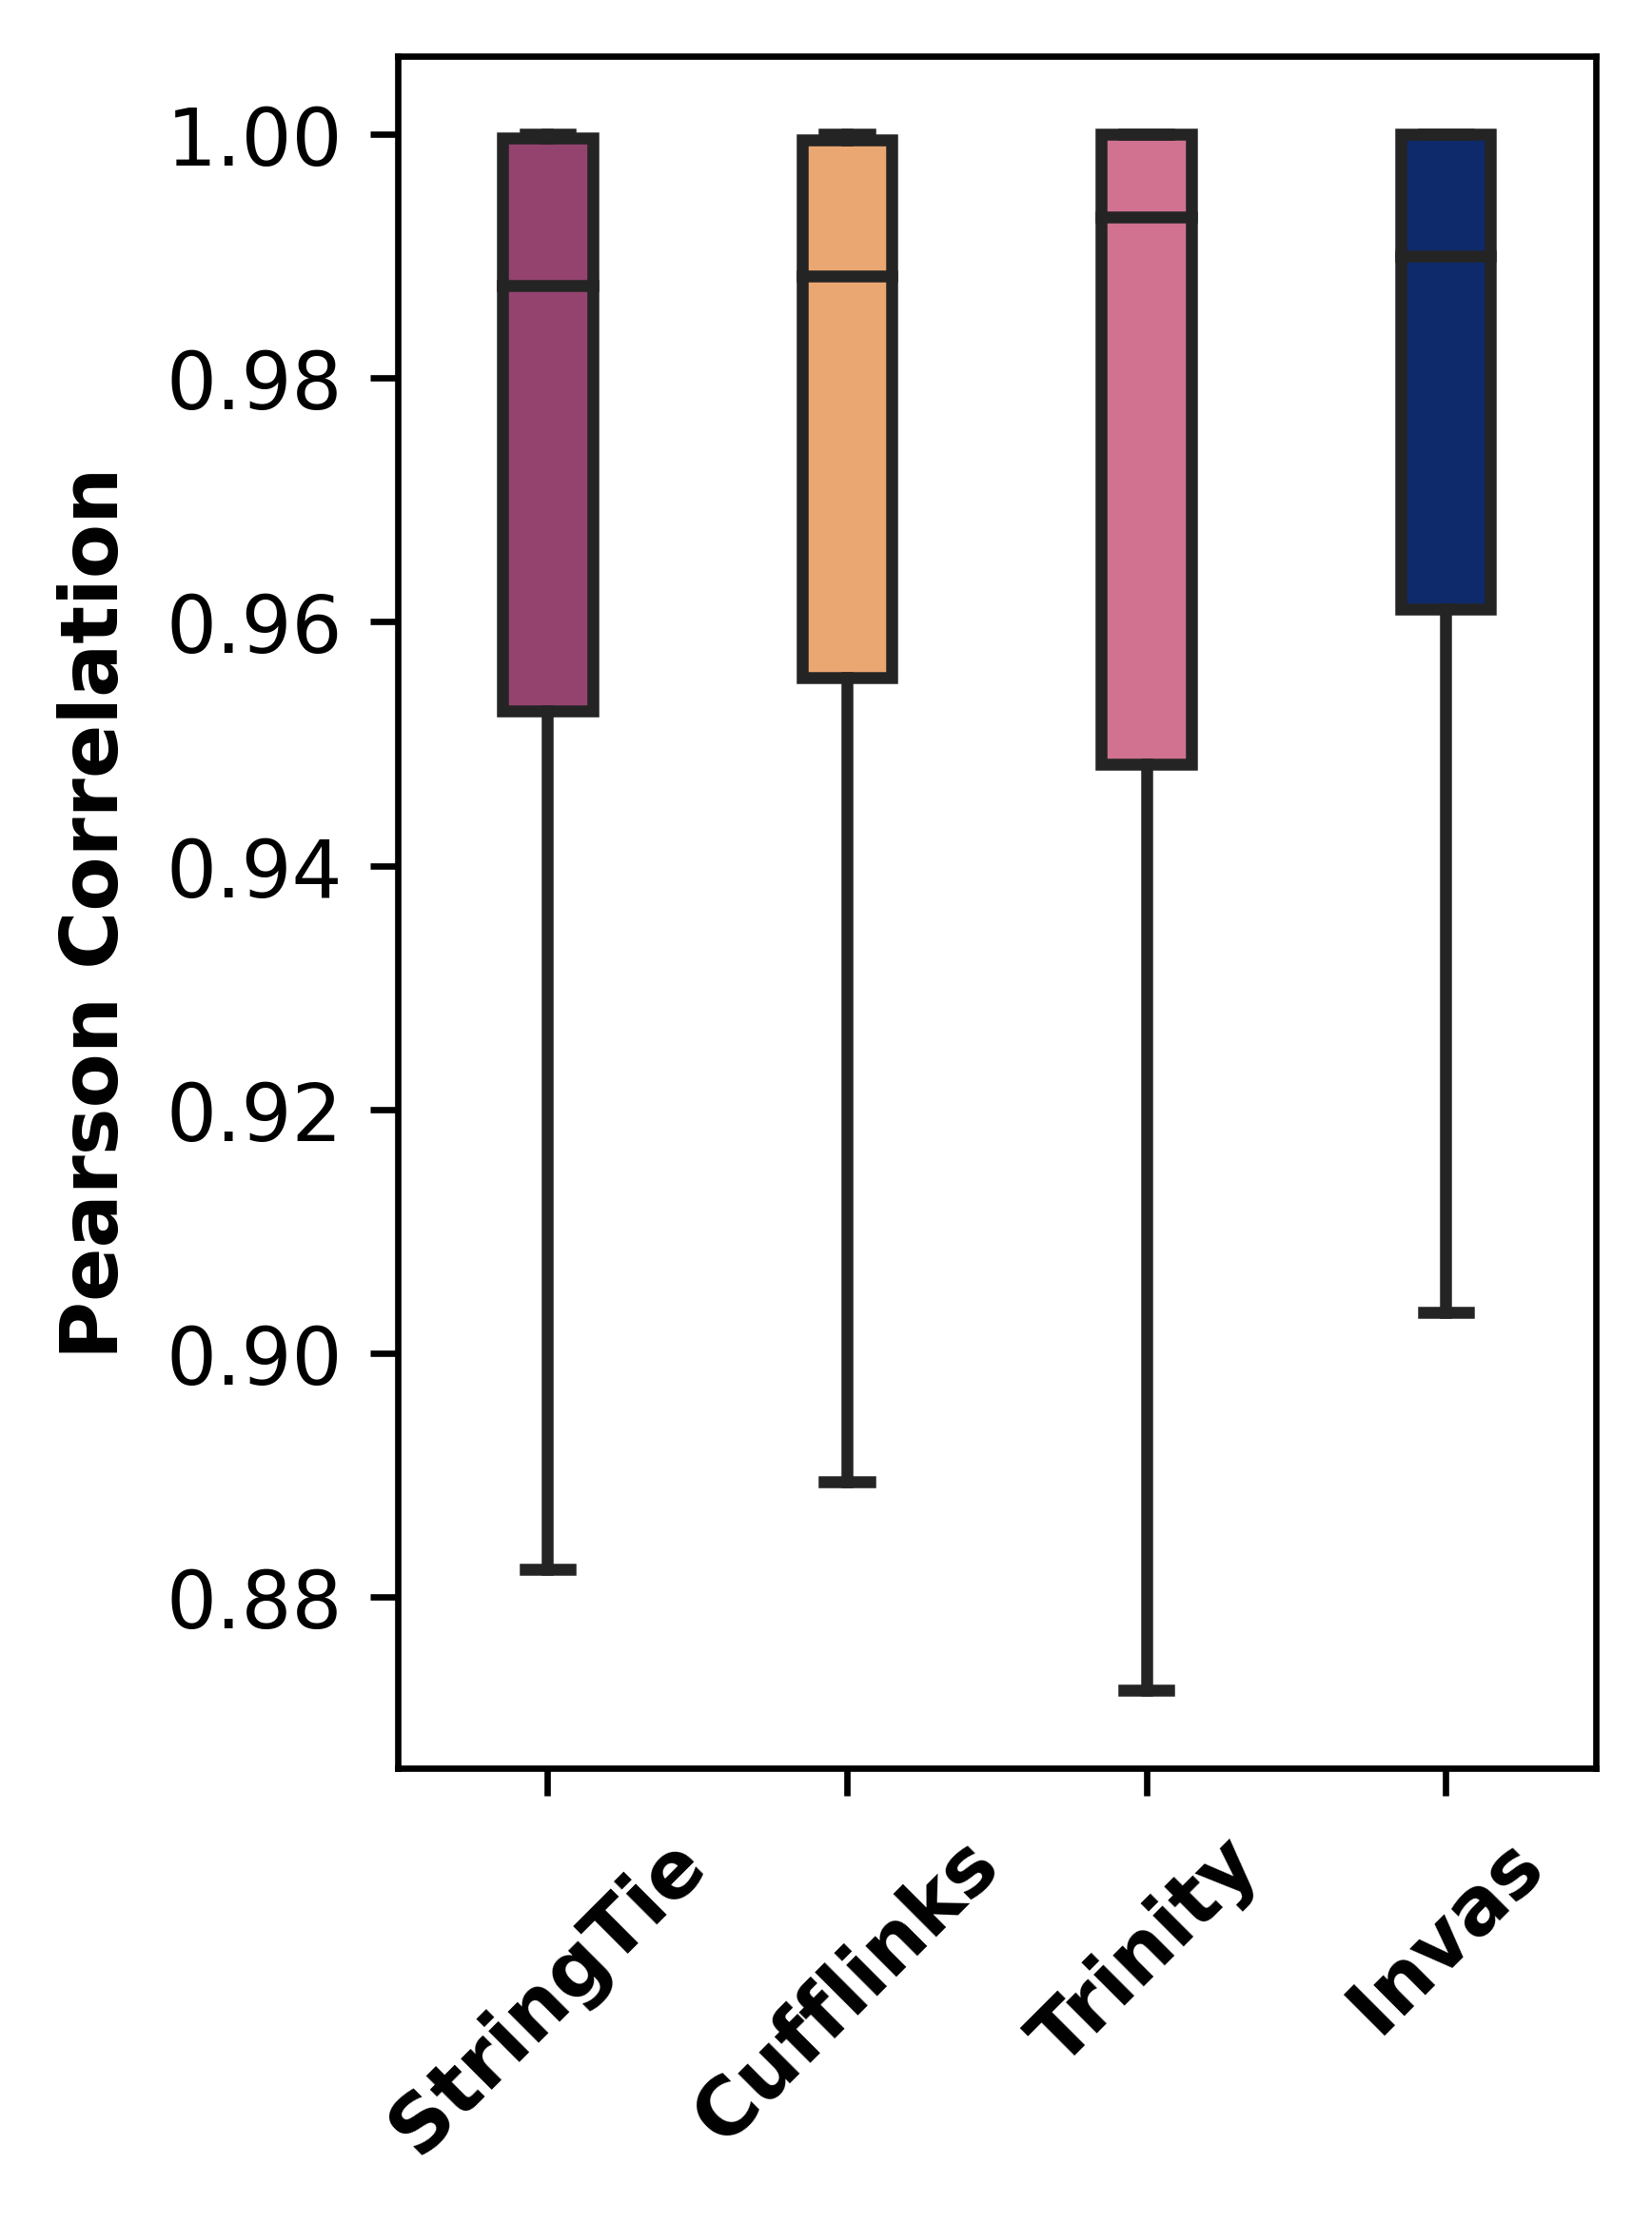 Pearson Correlation
1.00
0.98
0.96
0.94
0.92
0.90
0.88
StringTie
Cufflinks
Trinity
Invas